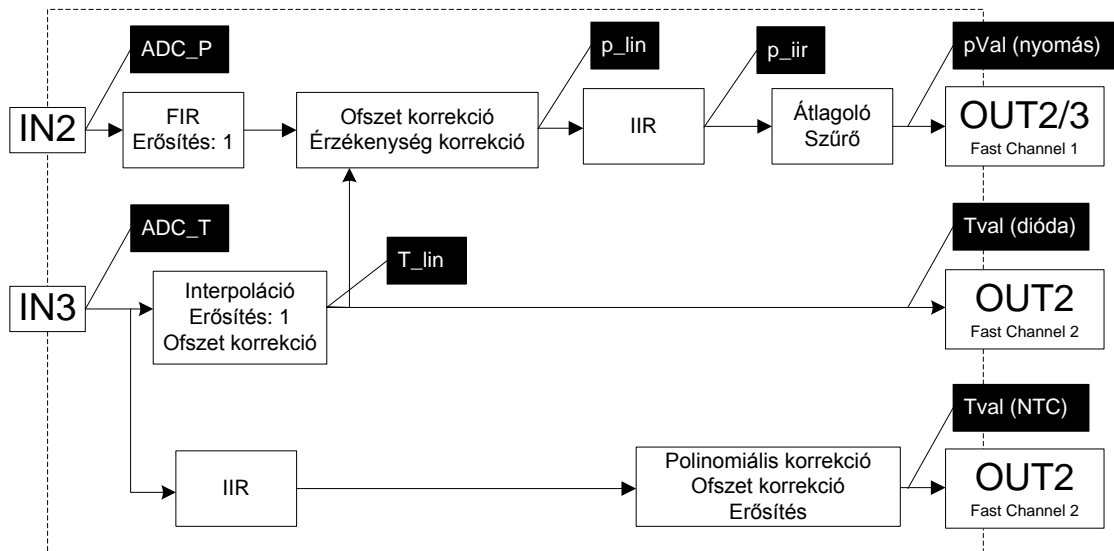 ADC_P
p_lin
p_iir
pVal (nyomás)
IN2
FIR
Erősítés: 1
Ofszet korrekció
Érzékenység korrekció
IIR
Átlagoló
Szűrő
OUT2/3
Fast Channel 1
ADC_T
T_lin
Tval (dióda)
IN3
Interpoláció
Erősítés: 1
Ofszet korrekció
OUT2
Fast Channel 2
Tval (NTC)
IIR
Polinomiális korrekció
Ofszet korrekció
Erősítés
OUT2
Fast Channel 2